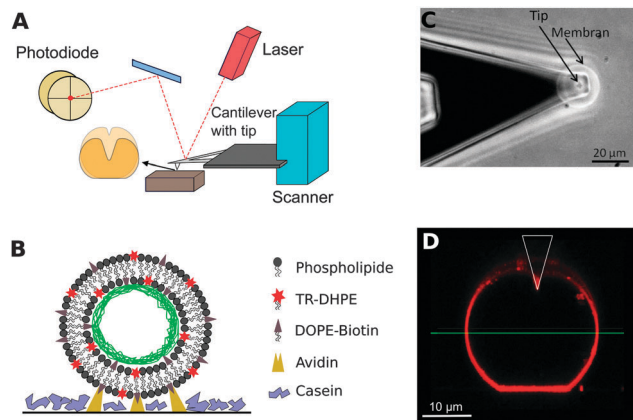 A
Photodiode
Laser
Cantilever
with tip
Scanner
B
Phospholipide
TR-DHPE
DOPE-Biotin
Avidin
Casein
C
Tip
Membran
20 µm
D
10 µm